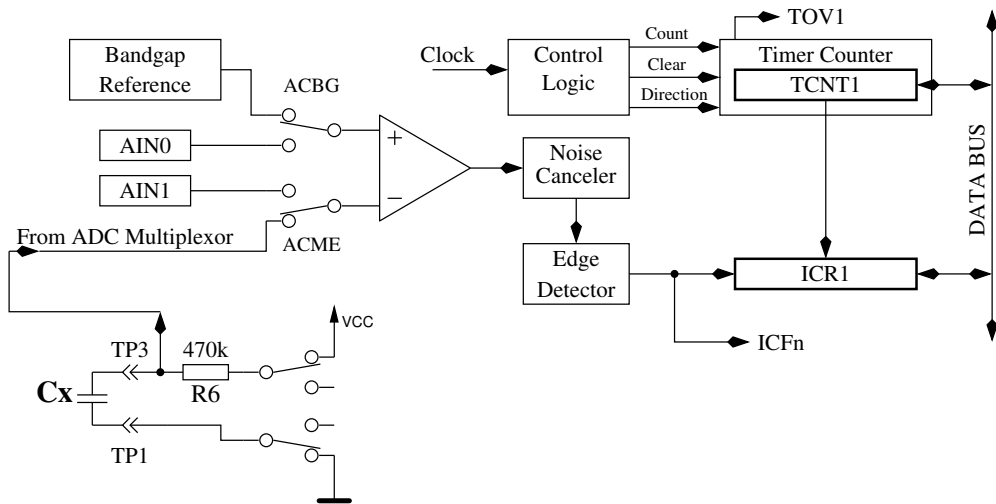 TOV1
Bandgap
Reference
ACBG
Clock
Control
Logic
Count
Clear
Direction
Timer Counter
TCNT1
AIN0
AIN1
+
−
Noise
Canceler
DATA BUS
From ADC Multiplexor
ACME
Edge
Detector
ICR1
VCC
ICFn
TP3
470k
R6
Cx
TP1